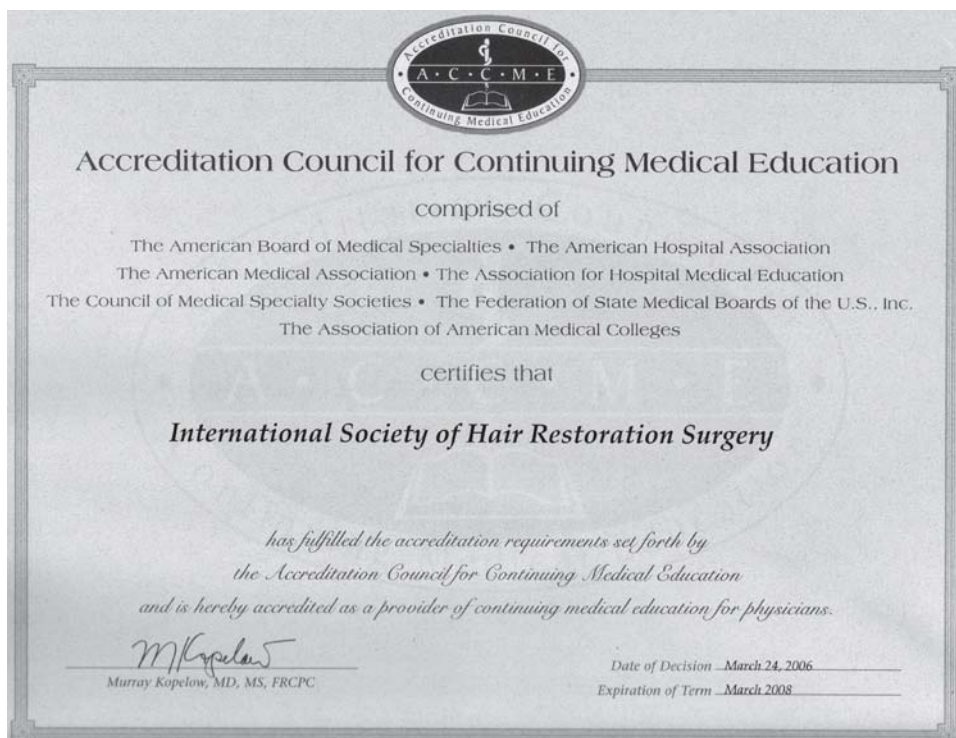 Accreditation Council for
A • C • C • M • E
Continuing Medical Education
Accreditation Council for Continuing Medical Education
comprised of
The American Board of Medical Specialties • The American Hospital Association
The American Medical Association • The Association for Hospital Medical Education
The Council of Medical Specialty Societies • The Federation of State Medical Boards of the U.S., Inc.
The Association of American Medical Colleges
certifies that
A • C • C • M • E
International Society of Hair Restoration Surgery
has fulfilled the accreditation requirements set forth by
the Accreditation Council for Continuing Medical Education
and is hereby accredited as a provider of continuing medical education for physicians.
M Kopelow
Murray Kopelow, MD, MS, FRCPC
Date of Decision March 24, 2006
Expiration of Term March 2008